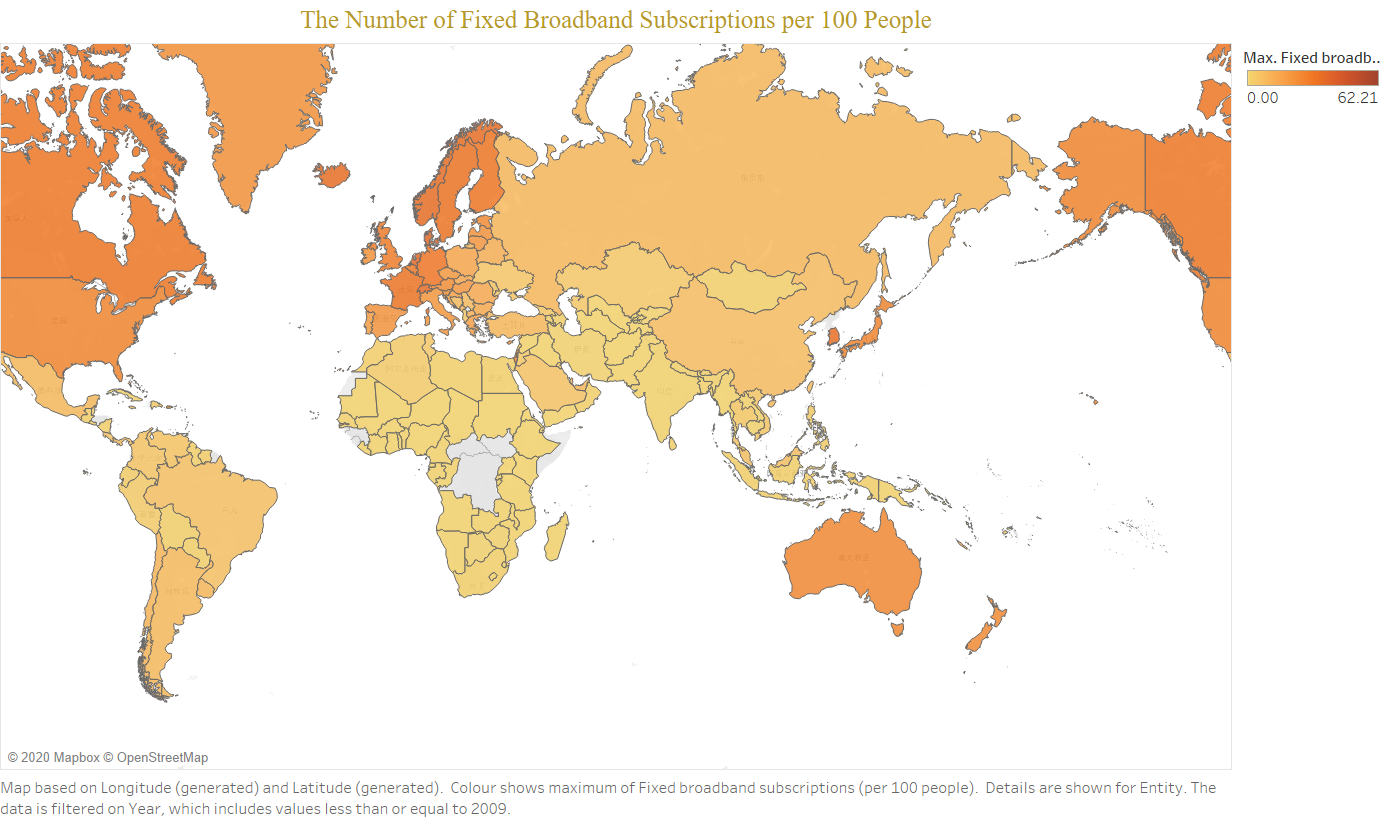 The Number of Fixed Broadband Subscriptions per 100 People
Max. Fixed broadb..
0.00 62.21
© 2020 Mapbox © OpenStreetMap
Map based on Longitude (generated) and Latitude (generated). Colour shows maximum of Fixed broadband subscriptions (per 100 people). Details are shown for Entity. The
data is filtered on Year, which includes values less than or equal to 2009.